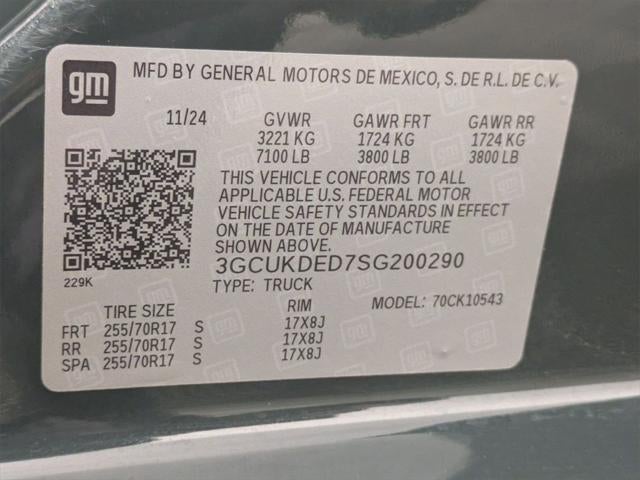 gm
MFD BY GENERAL MOTORS DE MEXICO, S. DE R.L. DE C.V.
11/24 GVWR GAWR FRT GAWR RR
3221 KG 1724 KG 1724 KG
7100 LB 3800 LB 3800 LB
THIS VEHICLE CONFORMS TO ALL
APPLICABLE U.S. FEDERAL MOTOR
VEHICLE SAFETY STANDARDS IN EFFECT
ON THE DATE OF MANUFACTURE
SHOWN ABOVE.
229K 3GCUKDED7SG200290
TYPE: TRUCK
TIRE SIZE RIM MODEL: 70CK10543
FRT 255/70R17 S 17X8J
RR 255/70R17 S 17X8J
SPA 255/70R17 S 17X8J